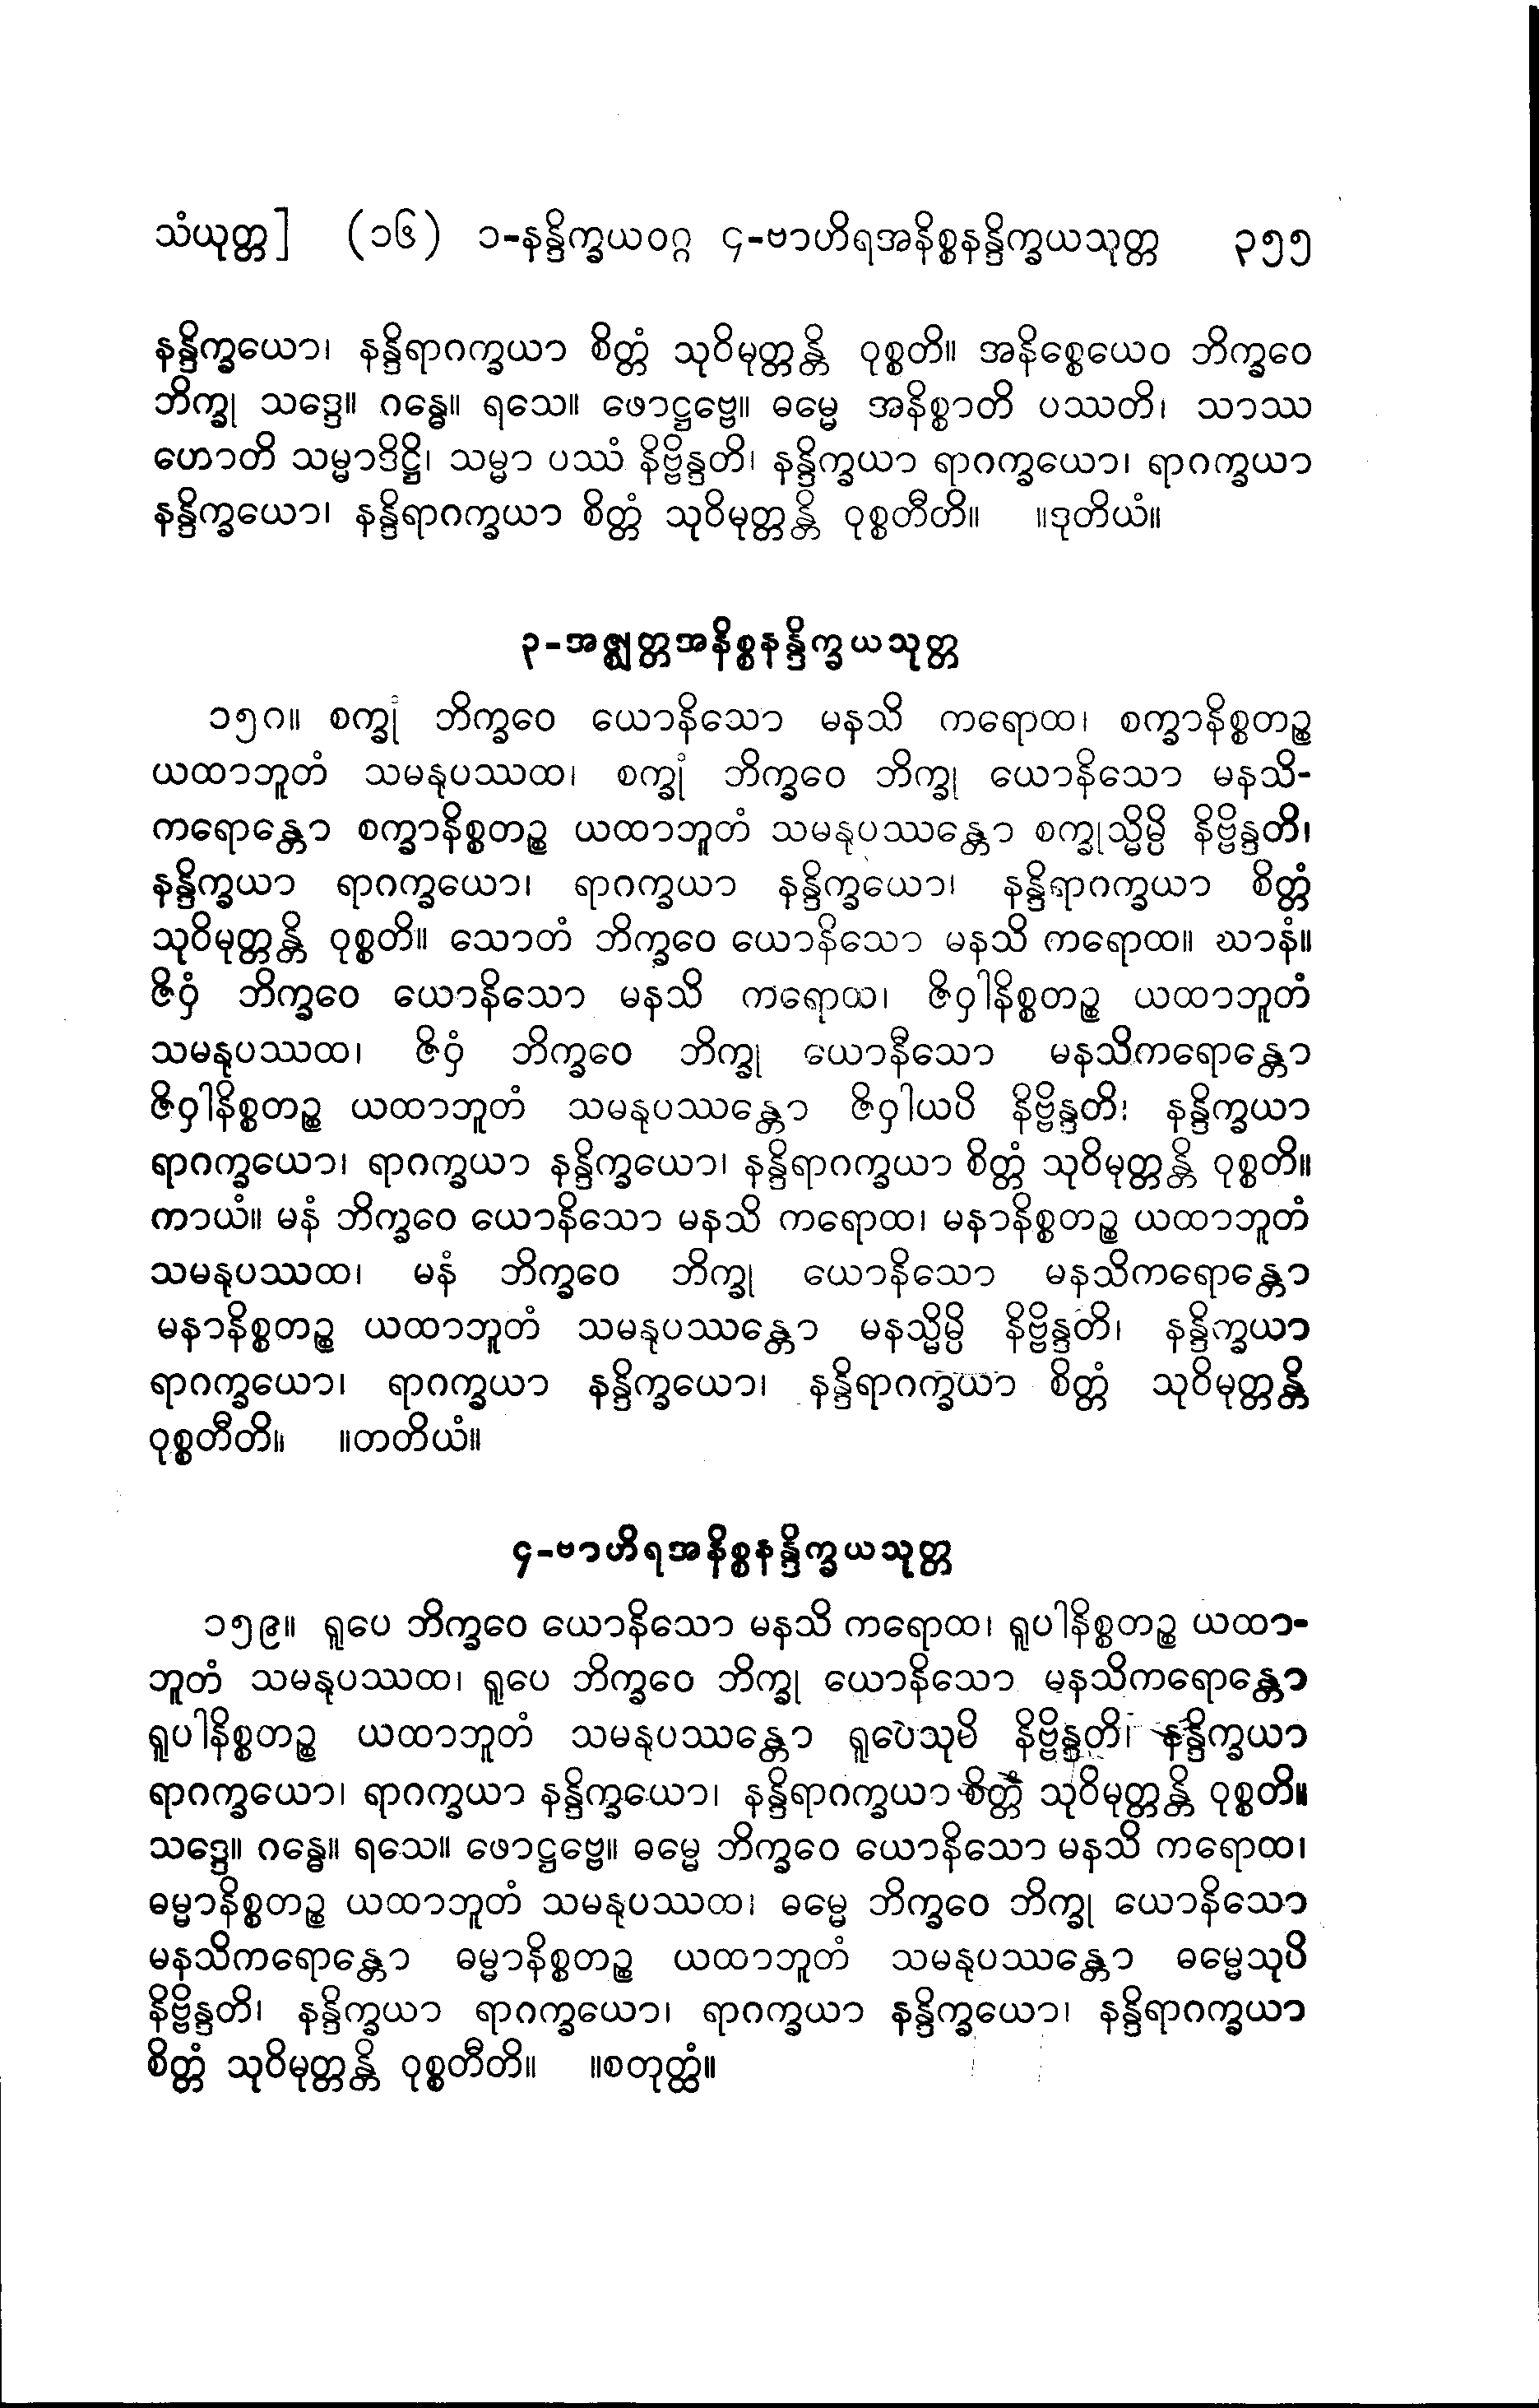 သံယုတ္တ] (၁၆) ၁-နန္ဒိက္ခယဝဂ္ဂ ၄-ဗာဟိရအနိစ္စနန္ဒိက္ခယသုတ္တ ၃၅၅
နန္ဒိက္ခယော၊ နန္ဒိရာဂက္ခယာ စိတ္တံ သုဝိမုတ္တန္တိ ဝုစ္စတိ။ အနိစ္စေယေဝ ဘိက္ခဝေ
ဘိက္ခု သဒ္ဒေ။ ဂန္ဓေ။ ရသေ။ ဖောဋ္ဌဗ္ဗေ။ ဓမ္မေ အနိစ္စာတိ ပဿတိ၊ သာဿ
ဟောတိ သမ္မာဒိဋ္ဌိ၊ သမ္မာ ပဿံ နိဗ္ဗိန္ဒတိ၊ နန္ဒိက္ခယာ ရာဂက္ခယော၊ ရာဂက္ခယာ
နန္ဒိက္ခယော၊ နန္ဒိရာဂက္ခယာ စိတ္တံ သုဝိမုတ္တန္တိ ဝုစ္စတီတိ။ ။ဒုတိယံ။
၃-အဇ္ဈတ္တအနိစ္စနန္ဒိက္ခယသုတ္တ
၁၅၈။ စက္ခုံ ဘိက္ခဝေ ယောနိသော မနသိ ကရောထ၊ စက္ခာနိစ္စတဉ္စ
ယထာဘူတံ သမနုပဿထ၊ စက္ခုံ ဘိက္ခဝေ ဘိက္ခု ယောနိသော မနသိ-
ကရောန္တော စက္ခာနိစ္စတဉ္စ ယထာဘူတံ သမနုပဿန္တော စက္ခုသ္မိမ္ပိ နိဗ္ဗိန္ဒတိ၊
နန္ဒိက္ခယာ ရာဂက္ခယော၊ ရာဂက္ခယာ နန္ဒိက္ခယော၊ နန္ဒိရာဂက္ခယာ စိတ္တံ
သုဝိမုတ္တန္တိ ဝုစ္စတိ။ သောတံ ဘိက္ခဝေ ယောနိသော မနသိ ကရောထ။ ဃာနံ။
ဇိဝှံ ဘိက္ခဝေ ယောနိသော မနသိ ကရောထ၊ ဇိဝှါနိစ္စတဉ္စ ယထာဘူတံ
သမနုပဿထ၊ ဇိဝှံ ဘိက္ခဝေ ဘိက္ခု ယောနိသော မနသိကရောန္တော
ဇိဝှါနိစ္စတဉ္စ ယထာဘူတံ သမနုပဿန္တော ဇိဝှါယပိ နိဗ္ဗိန္ဒတိ၊ နန္ဒိက္ခယာ
ရာဂက္ခယော၊ ရာဂက္ခယာ နန္ဒိက္ခယော၊ နန္ဒိရာဂက္ခယာ စိတ္တံ သုဝိမုတ္တန္တိ ဝုစ္စတိ။
ကာယံ။ မနံ ဘိက္ခဝေ ယောနိသော မနသိ ကရောထ၊ မနာနိစ္စတဉ္စ ယထာဘူတံ
သမနုပဿထ၊ မနံ ဘိက္ခဝေ ဘိက္ခု ယောနိသော မနသိကရောန္တော
မနာနိစ္စတဉ္စ ယထာဘူတံ သမနုပဿန္တော မနသ္မိမ္ပိ နိဗ္ဗိန္ဒတိ၊ နန္ဒိက္ခယာ
ရာဂက္ခယော၊ ရာဂက္ခယာ နန္ဒိက္ခယော၊ နန္ဒိရာဂက္ခယာ စိတ္တံ သုဝိမုတ္တန္တိ
ဝုစ္စတီတိ။ ။တတိယံ။
၄-ဗာဟိရအနိစ္စနန္ဒိက္ခယသုတ္တ
၁၅၉။ ရူပေ ဘိက္ခဝေ ယောနိသော မနသိ ကရောထ၊ ရူပါနိစ္စတဉ္စ ယထာ-
ဘူတံ သမနုပဿထ၊ ရူပေ ဘိက္ခဝေ ဘိက္ခု ယောနိသော မနသိကရောန္တော
ရူပါနိစ္စတဉ္စ ယထာဘူတံ သမနုပဿန္တော ရူပေသုပိ နိဗ္ဗိန္ဒတိ၊ နန္ဒိက္ခယာ
ရာဂက္ခယော၊ ရာဂက္ခယာ နန္ဒိက္ခယော၊ နန္ဒိရာဂက္ခယာ စိတ္တံ သုဝိမုတ္တန္တိ ဝုစ္စတိ။
သဒ္ဒေ။ ဂန္ဓေ။ ရသေ။ ဖောဋ္ဌဗ္ဗေ။ ဓမ္မေ ဘိက္ခဝေ ယောနိသော မနသိ ကရောထ၊
ဓမ္မာနိစ္စတဉ္စ ယထာဘူတံ သမနုပဿထ၊ ဓမ္မေ ဘိက္ခဝေ ဘိက္ခု ယောနိသော
မနသိကရောန္တော ဓမ္မာနိစ္စတဉ္စ ယထာဘူတံ သမနုပဿန္တော ဓမ္မေသုပိ
နိဗ္ဗိန္ဒတိ၊ နန္ဒိက္ခယာ ရာဂက္ခယော၊ ရာဂက္ခယာ နန္ဒိက္ခယော၊ နန္ဒိရာဂက္ခယာ
စိတ္တံ သုဝိမုတ္တန္တိ ဝုစ္စတီတိ။ ။စတုတ္ထံ။